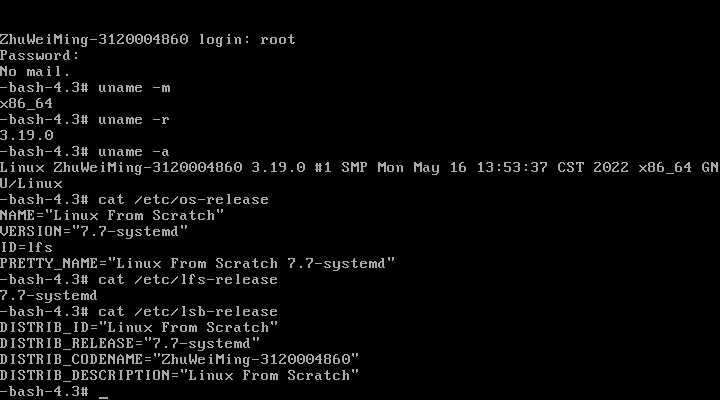 ZhuWeiMing-3120004860 login: root
Password:
No mail.
-bash-4.3# uname -m
x86_64
-bash-4.3# uname -r
3.19.0
-bash-4.3# uname -a
Linux ZhuWeiMing-3120004860 3.19.0 #1 SMP Mon May 16 13:53:37 CST 2022 x86_64 GN
U/Linux
-bash-4.3# cat /etc/os-release
NAME="Linux From Scratch"
VERSION="7.7-systemd"
ID=lfs
PRETTY_NAME="Linux From Scratch 7.7-systemd"
-bash-4.3# cat /etc/lfs-release
7.7-systemd
-bash-4.3# cat /etc/lsb-release
DISTRIB_ID="Linux From Scratch"
DISTRIB_RELEASE="7.7-systemd"
DISTRIB_CODENAME="ZhuWeiMing-3120004860"
DISTRIB_DESCRIPTION="Linux From Scratch"
-bash-4.3# _